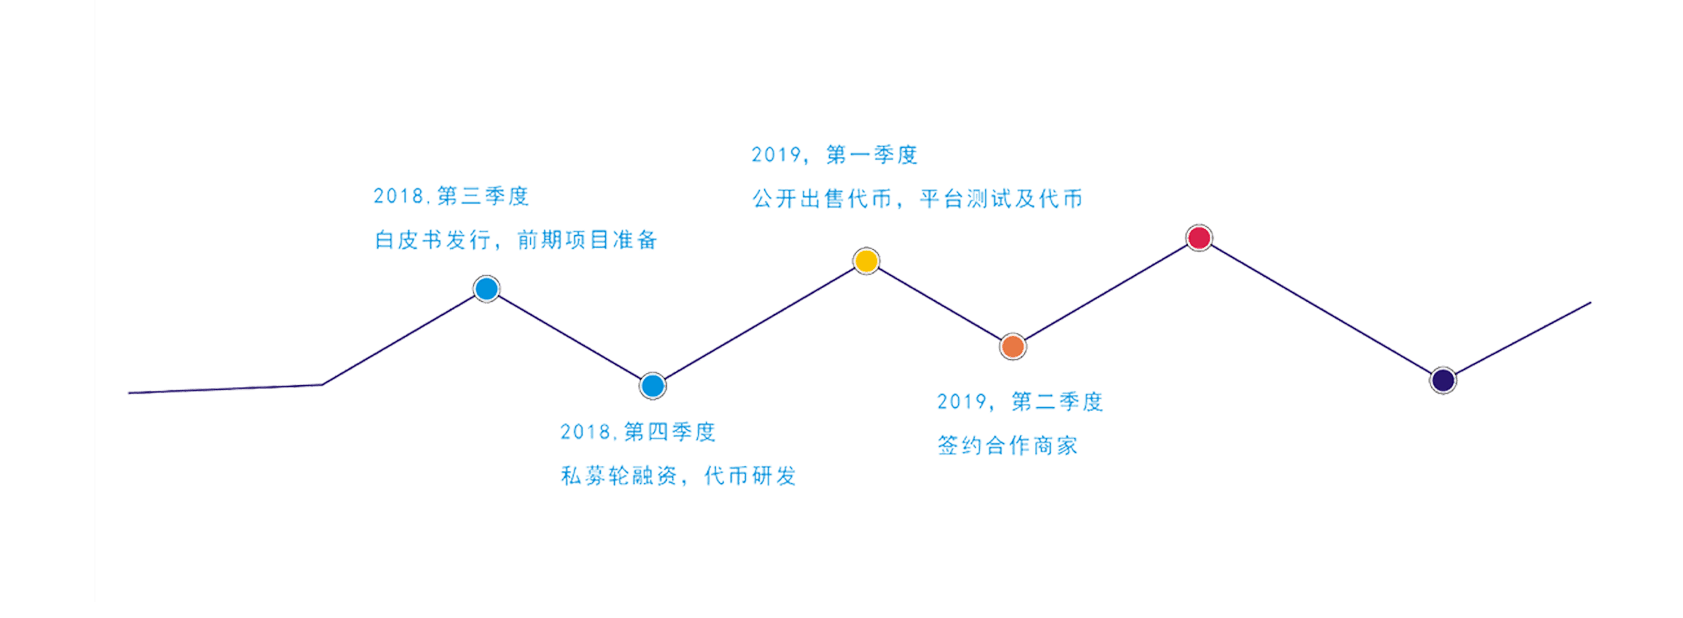 2018.第三季度
白皮书发行，前期项目准备
2018.第四季度
私募轮融资，代币研发
2019，第一季度
公开出售代币，平台测试及代币
2019，第二季度
签约合作商家